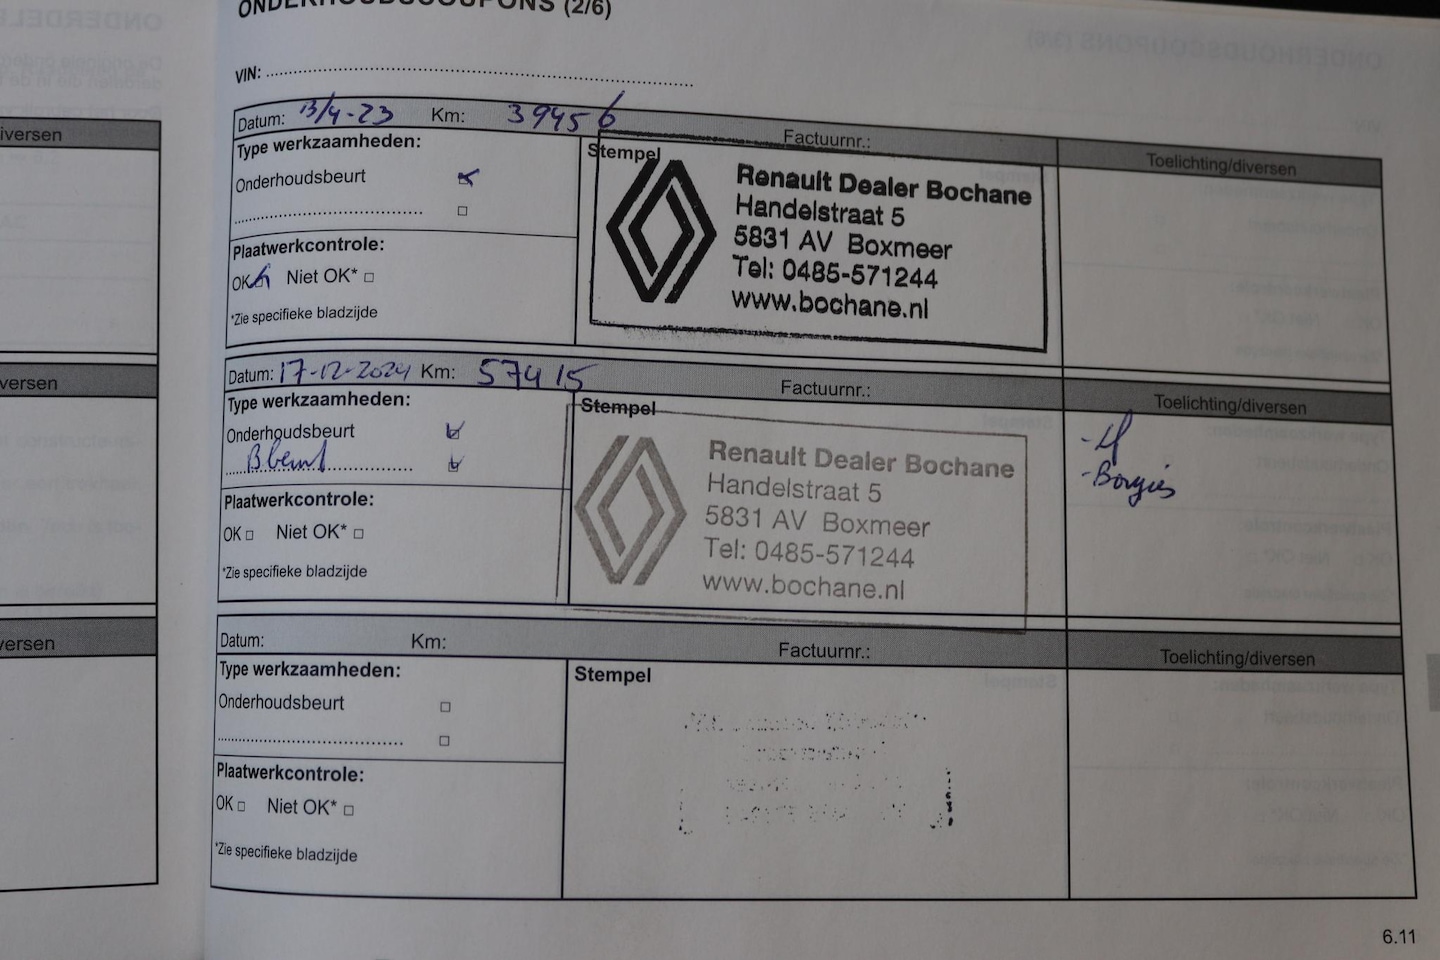 ONDERHOUDSCOUPONS (2/6)
VIN:
Datum: 13/4-23 Km: 39456 Factuurnr.: Toelichting/diversen
Type werkzaamheden:
Onderhoudsbeurt
Plaatwerkcontrole:
OK Niet OK*
*Zie specifieke bladzijde
Stempel
Renault Dealer Bochane
Handelstraat 5
5831 AV Boxmeer
Tel: 0485-571244
www.bochane.nl
Datum: 17-12-2024 Km: 57415 Factuurnr.: Toelichting/diversen
Type werkzaamheden:
Onderhoudsbeurt
Plaatwerkcontrole:
OK Niet OK*
*Zie specifieke bladzijde
Stempel
Renault Dealer Bochane
Handelstraat 5
5831 AV Boxmeer
Tel: 0485-571244
www.bochane.nl
-Bougies
Datum: Km: Factuurnr.: Toelichting/diversen
Type werkzaamheden:
Onderhoudsbeurt
Plaatwerkcontrole:
OK Niet OK*
*Zie specifieke bladzijde
Stempel
6.11